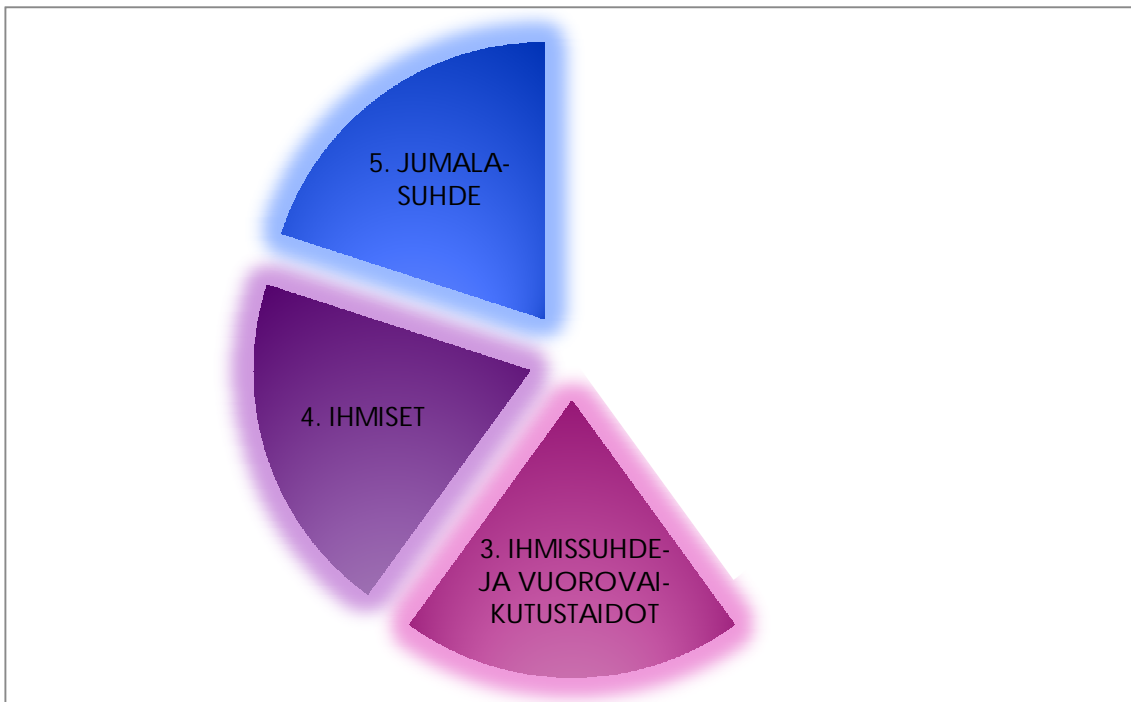 5. JUMALA-
SUHDE
4. IHMISET
3. IHMISSUHDE-
JA VUOROVAI-
KUTUSTAIDOT